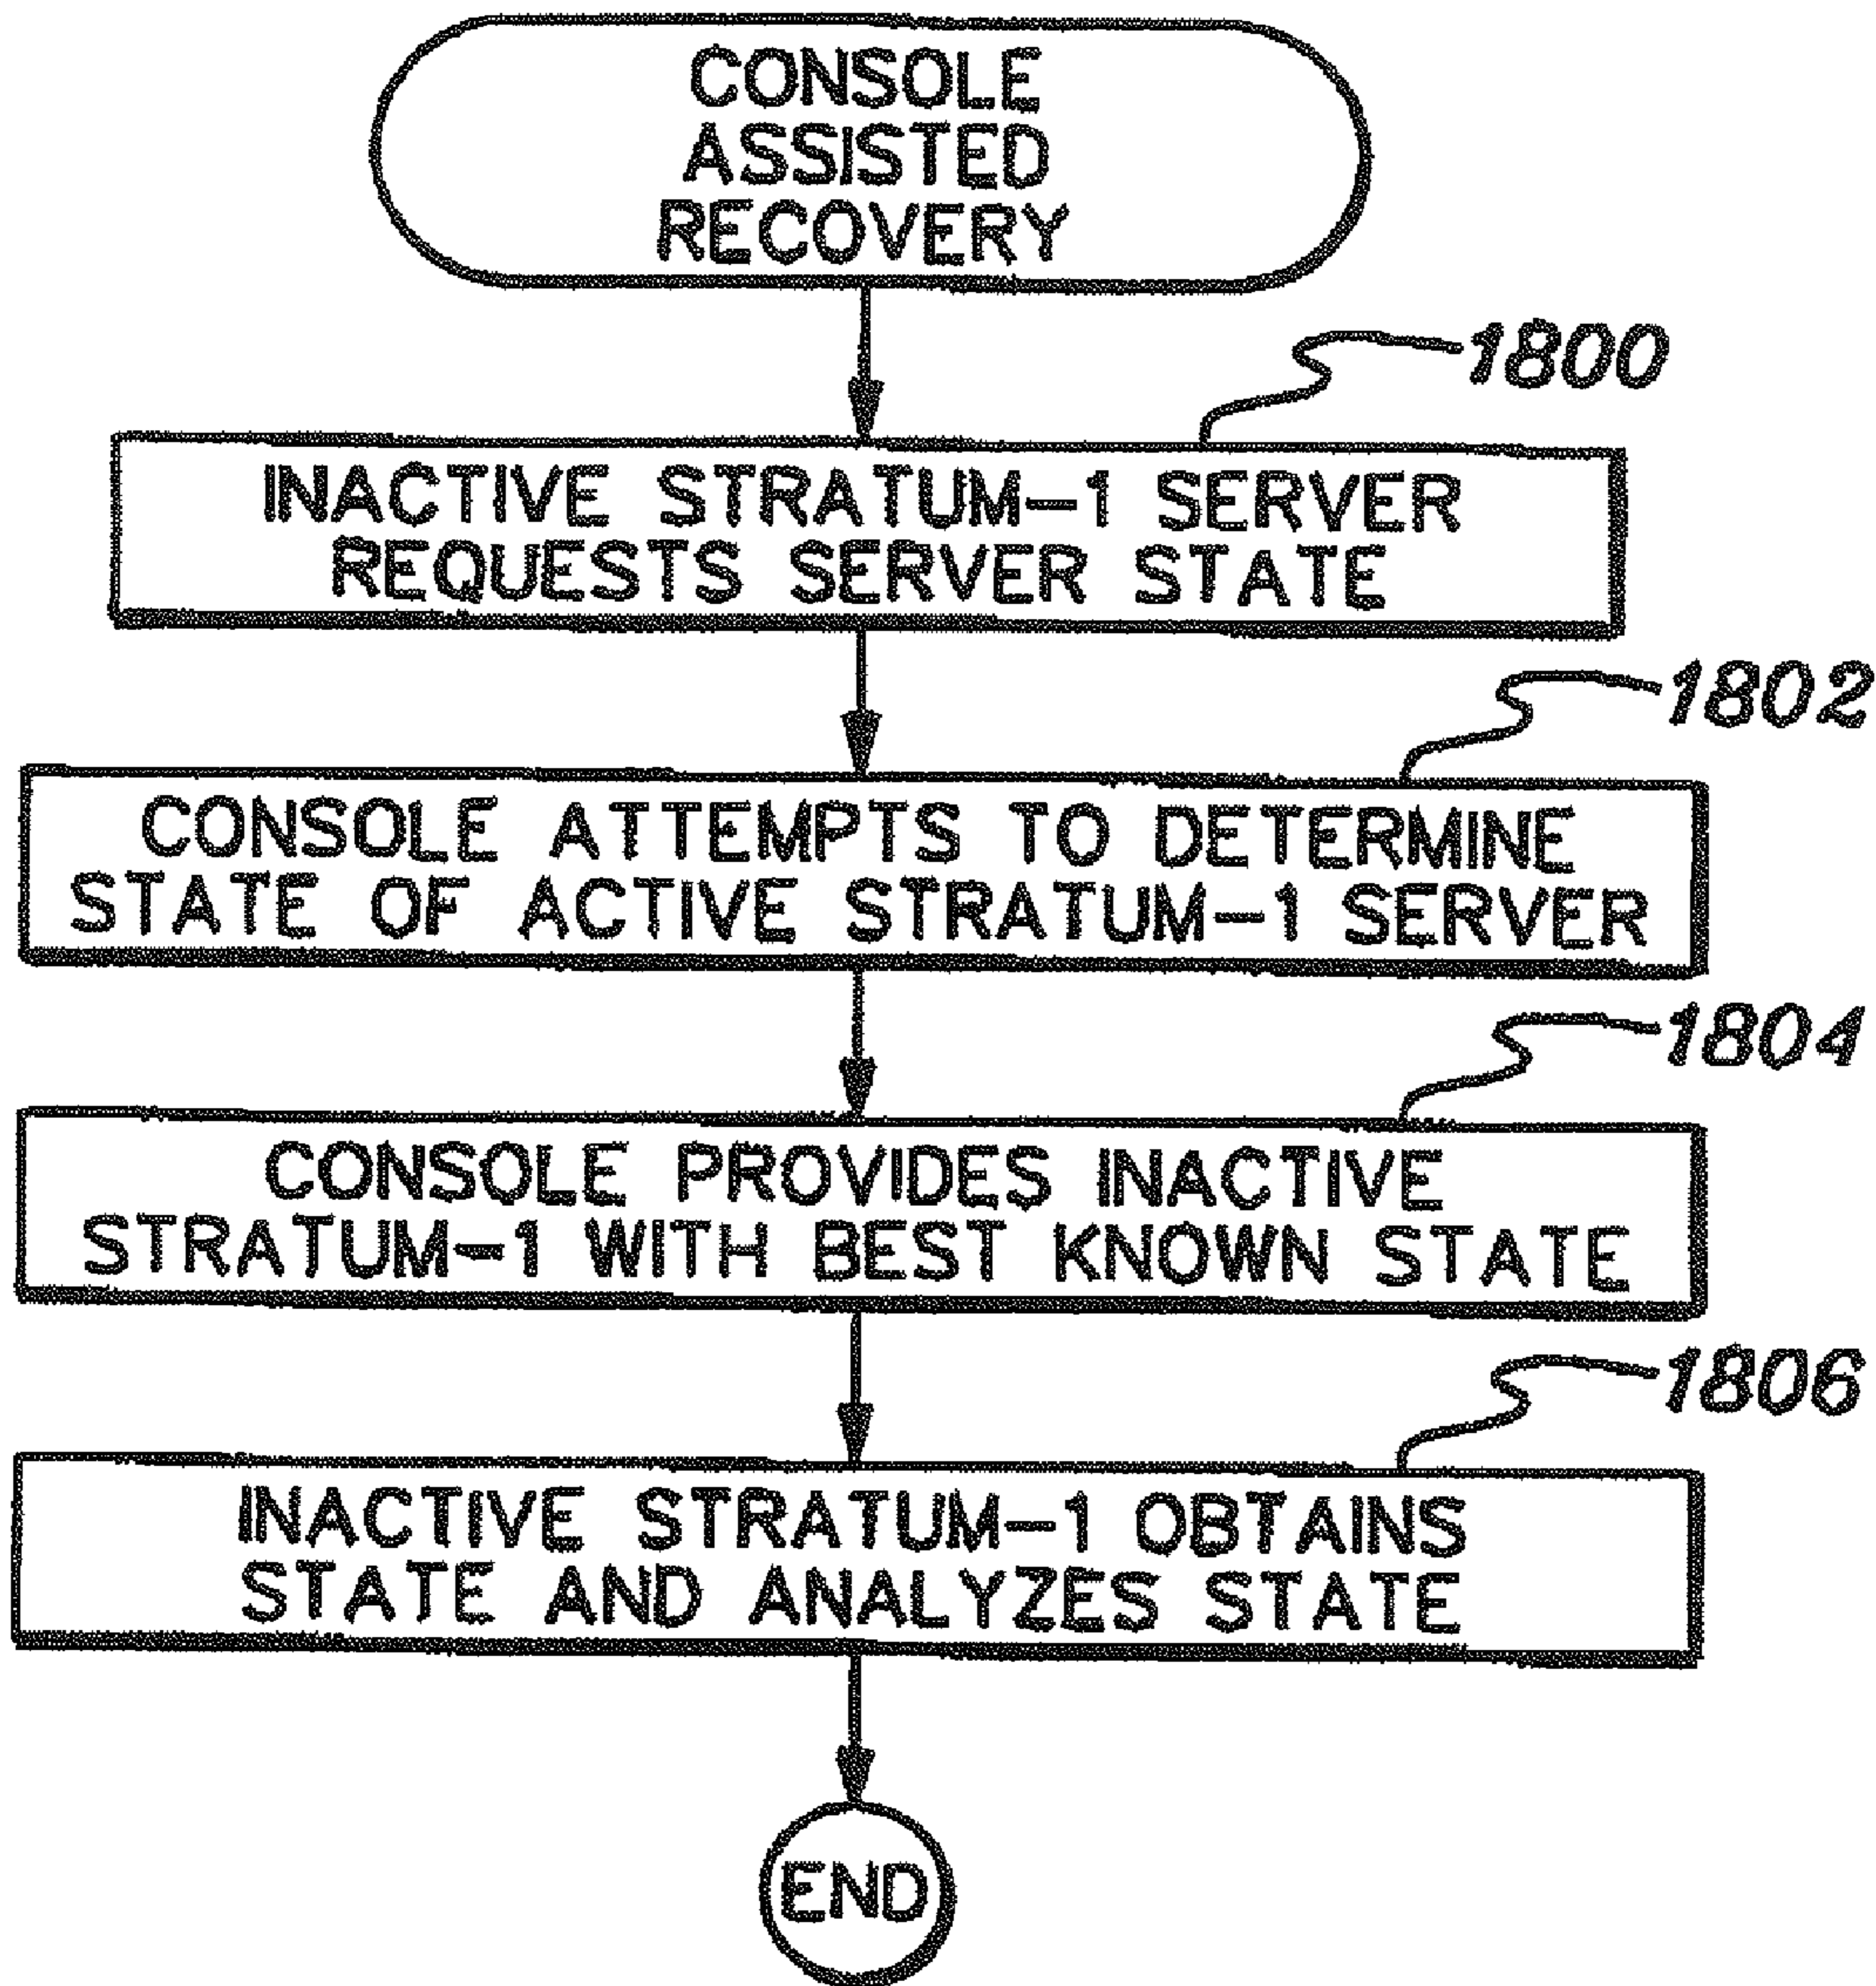 CONSOLE
ASSISTED
RECOVERY
1800
INACTIVE STRATUM-1 SERVER
REQUESTS SERVER STATE
1802
CONSOLE ATTEMPTS TO DETERMINE
STATE OF ACTIVE STRATUM-1 SERVER
1804
CONSOLE PROVIDES INACTIVE
STRATUM-1 WITH BEST KNOWN STATE
1806
INACTIVE STRATUM-1 OBTAINS
STATE AND ANALYZES STATE
END